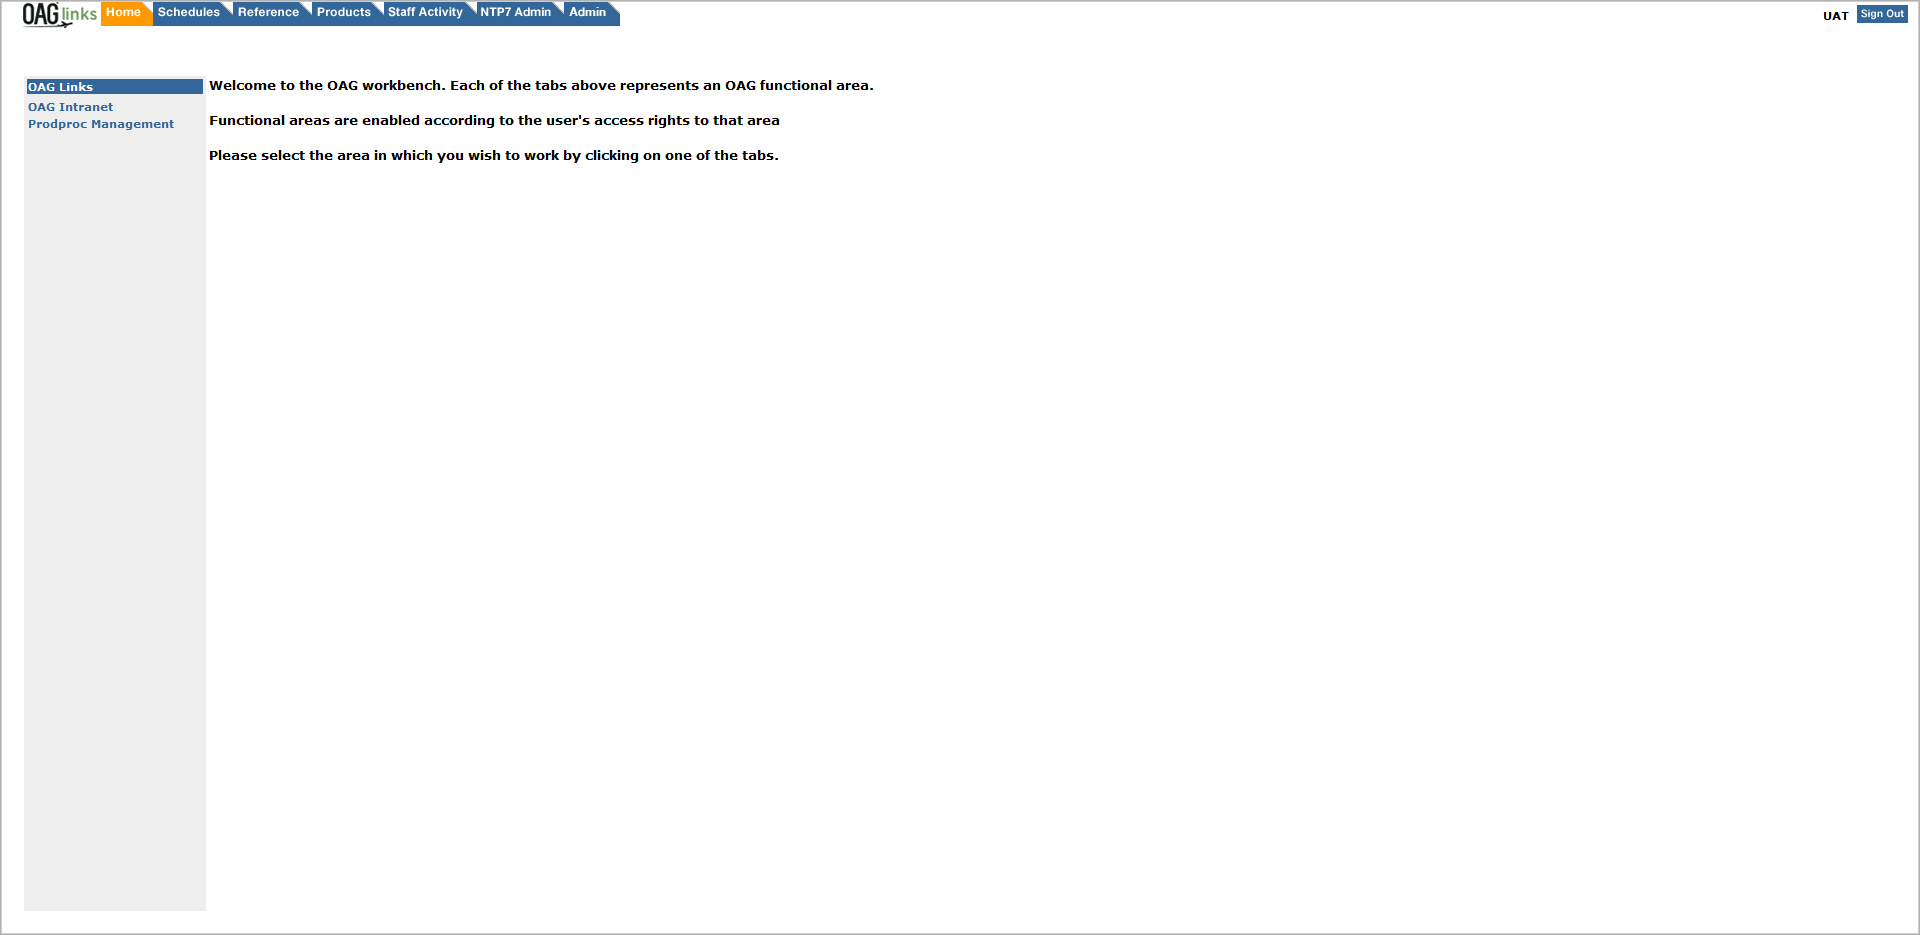 OAG links Home Schedules Reference Products Staff Activity NTP7 Admin Admin UAT Sign Out
OAG Links
OAG Intranet
Prodproc Management
Welcome to the OAG workbench. Each of the tabs above represents an OAG functional area.
Functional areas are enabled according to the user's access rights to that area
Please select the area in which you wish to work by clicking on one of the tabs.